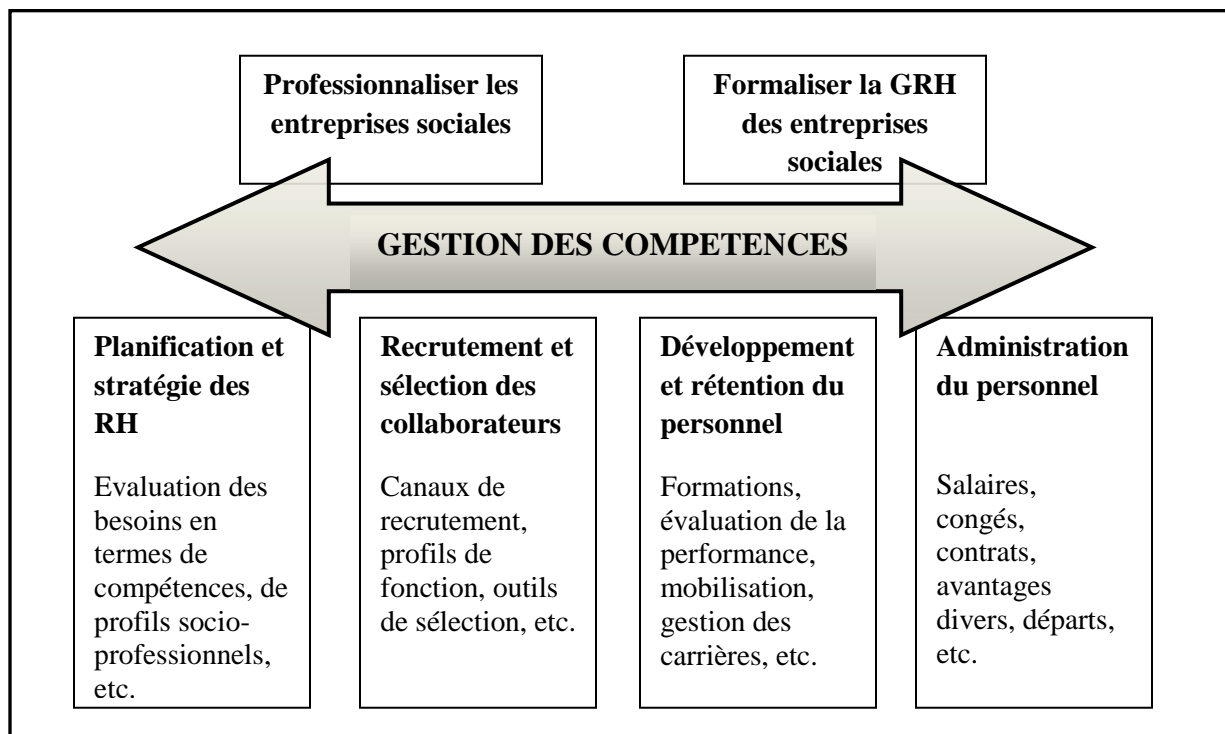 Professionnaliser les
entreprises sociales
Formaliser la GRH
des entreprises
sociales
GESTION DES COMPETENCES
Planification et
stratégie des
RH
Evaluation des
besoins en
termes de
compétences, de
profils socio-
professionnels,
etc.
Recrutement et
sélection des
collaborateurs
Canaux de
recrutement,
profils de
fonction, outils
de sélection, etc.
Développement
et rétention du
personnel
Formations,
évaluation de la
performance,
mobilisation,
gestion des
carrières, etc.
Administration
du personnel
Salaires,
congés,
contrats,
avantages
divers, départs,
etc.